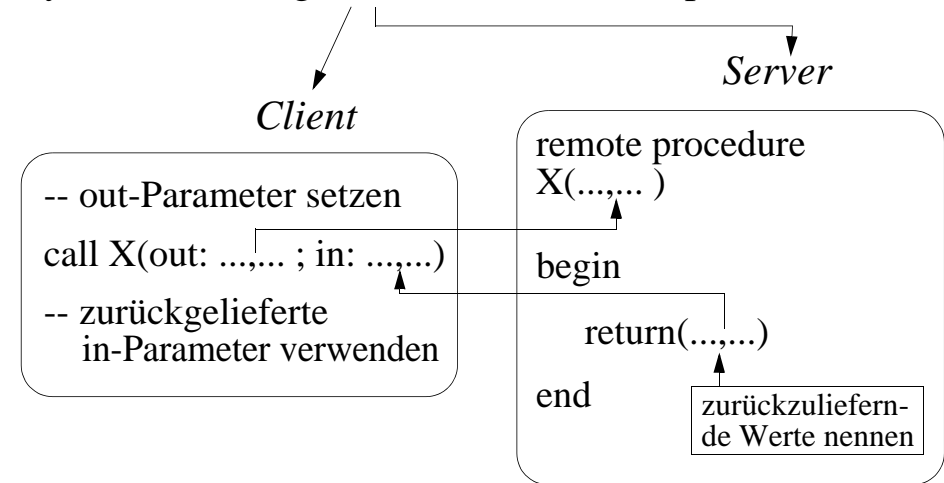 Server
Client
remote procedure
X(...,... )
-- out-Parameter setzen
call X(out: ...,... ; in: ...,...)
begin
-- zurückgelieferte
in-Parameter verwenden
return(...,...)
end
zurückzuliefern-
de Werte nennen